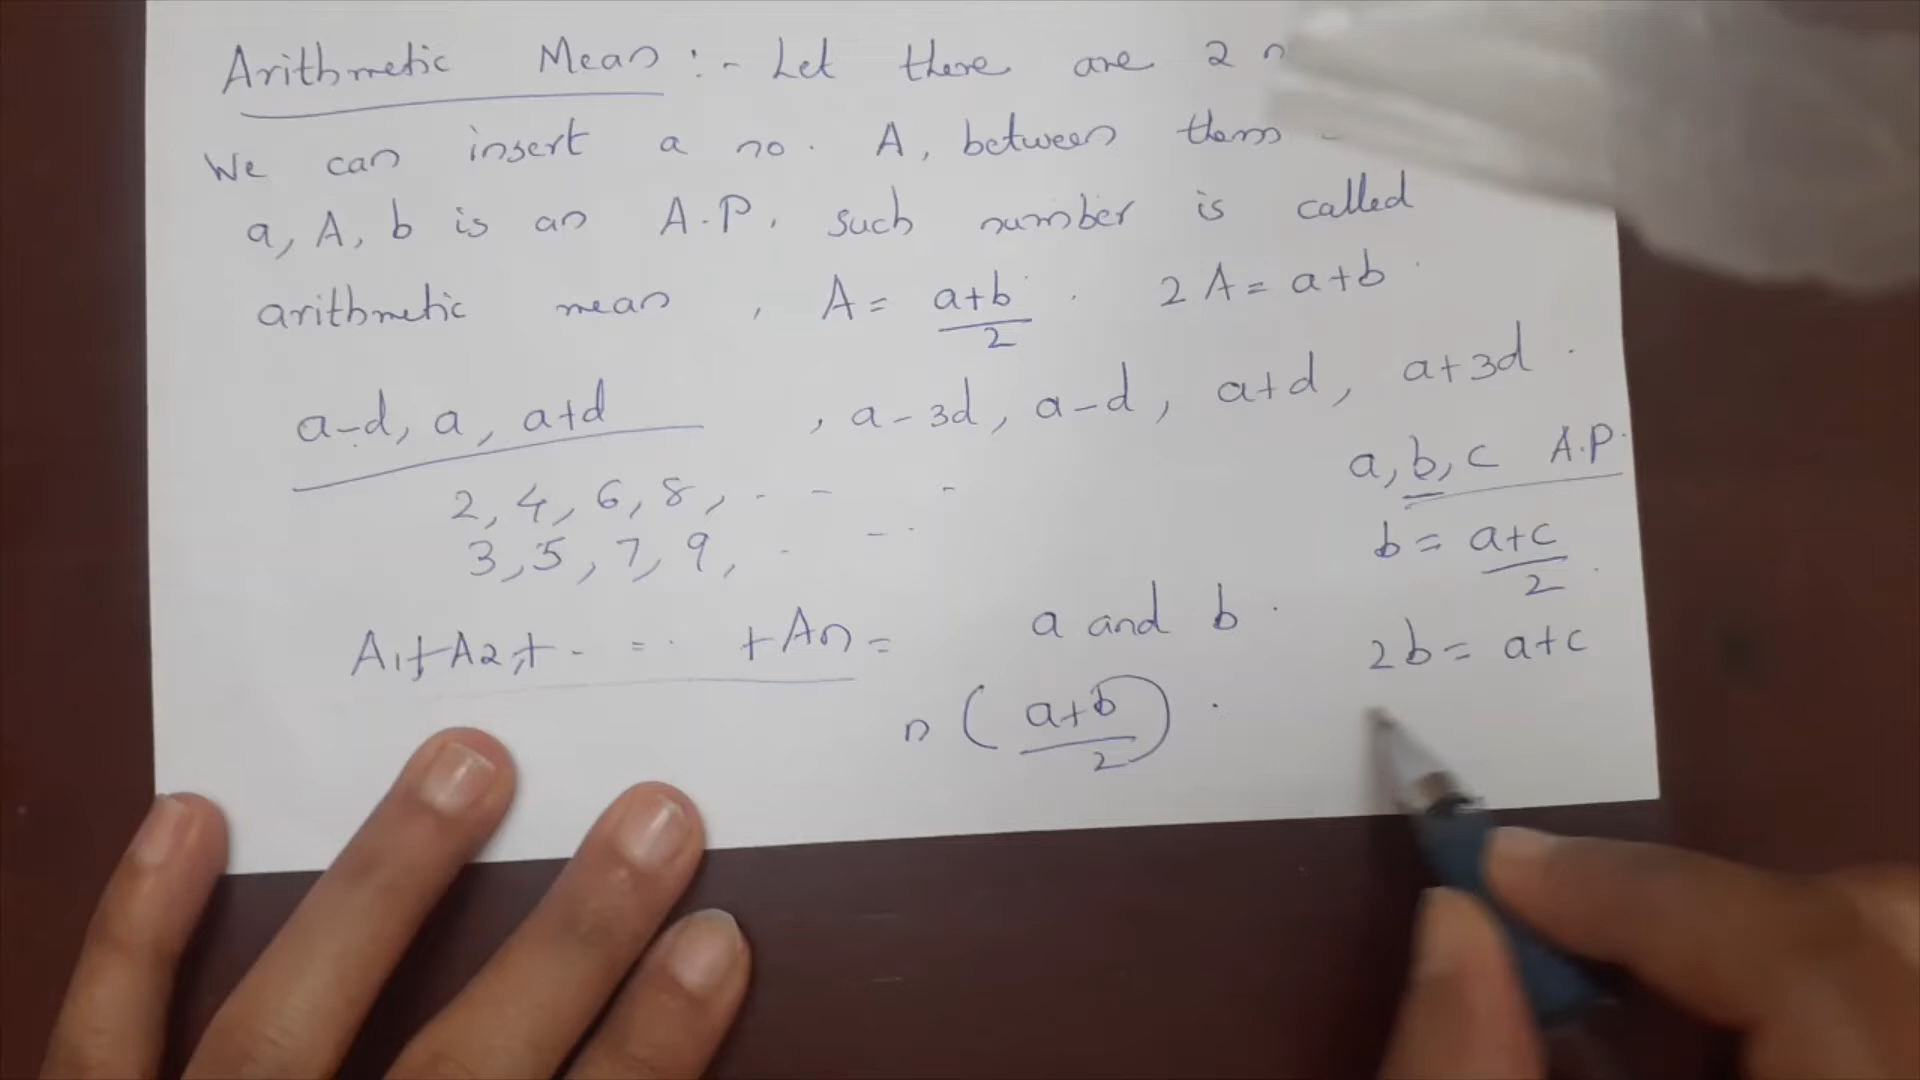 Arithmetic Mean :- Let there are 2
We can insert a no. A, between them
a, A, b is an A.P. such number is called
arithmetic mean, A = a+b/2 . 2A = a+b
a-d, a, a+d , a-3d, a-d, a+d, a+3d .
a, b, c A.P.
2, 4, 6, 8, . - -
b = a+c/2 .
3, 5, 7, 9, . - .
a and b .
A1+A2,+ - = . +An =
2b = a+c
n (a+b/2) .